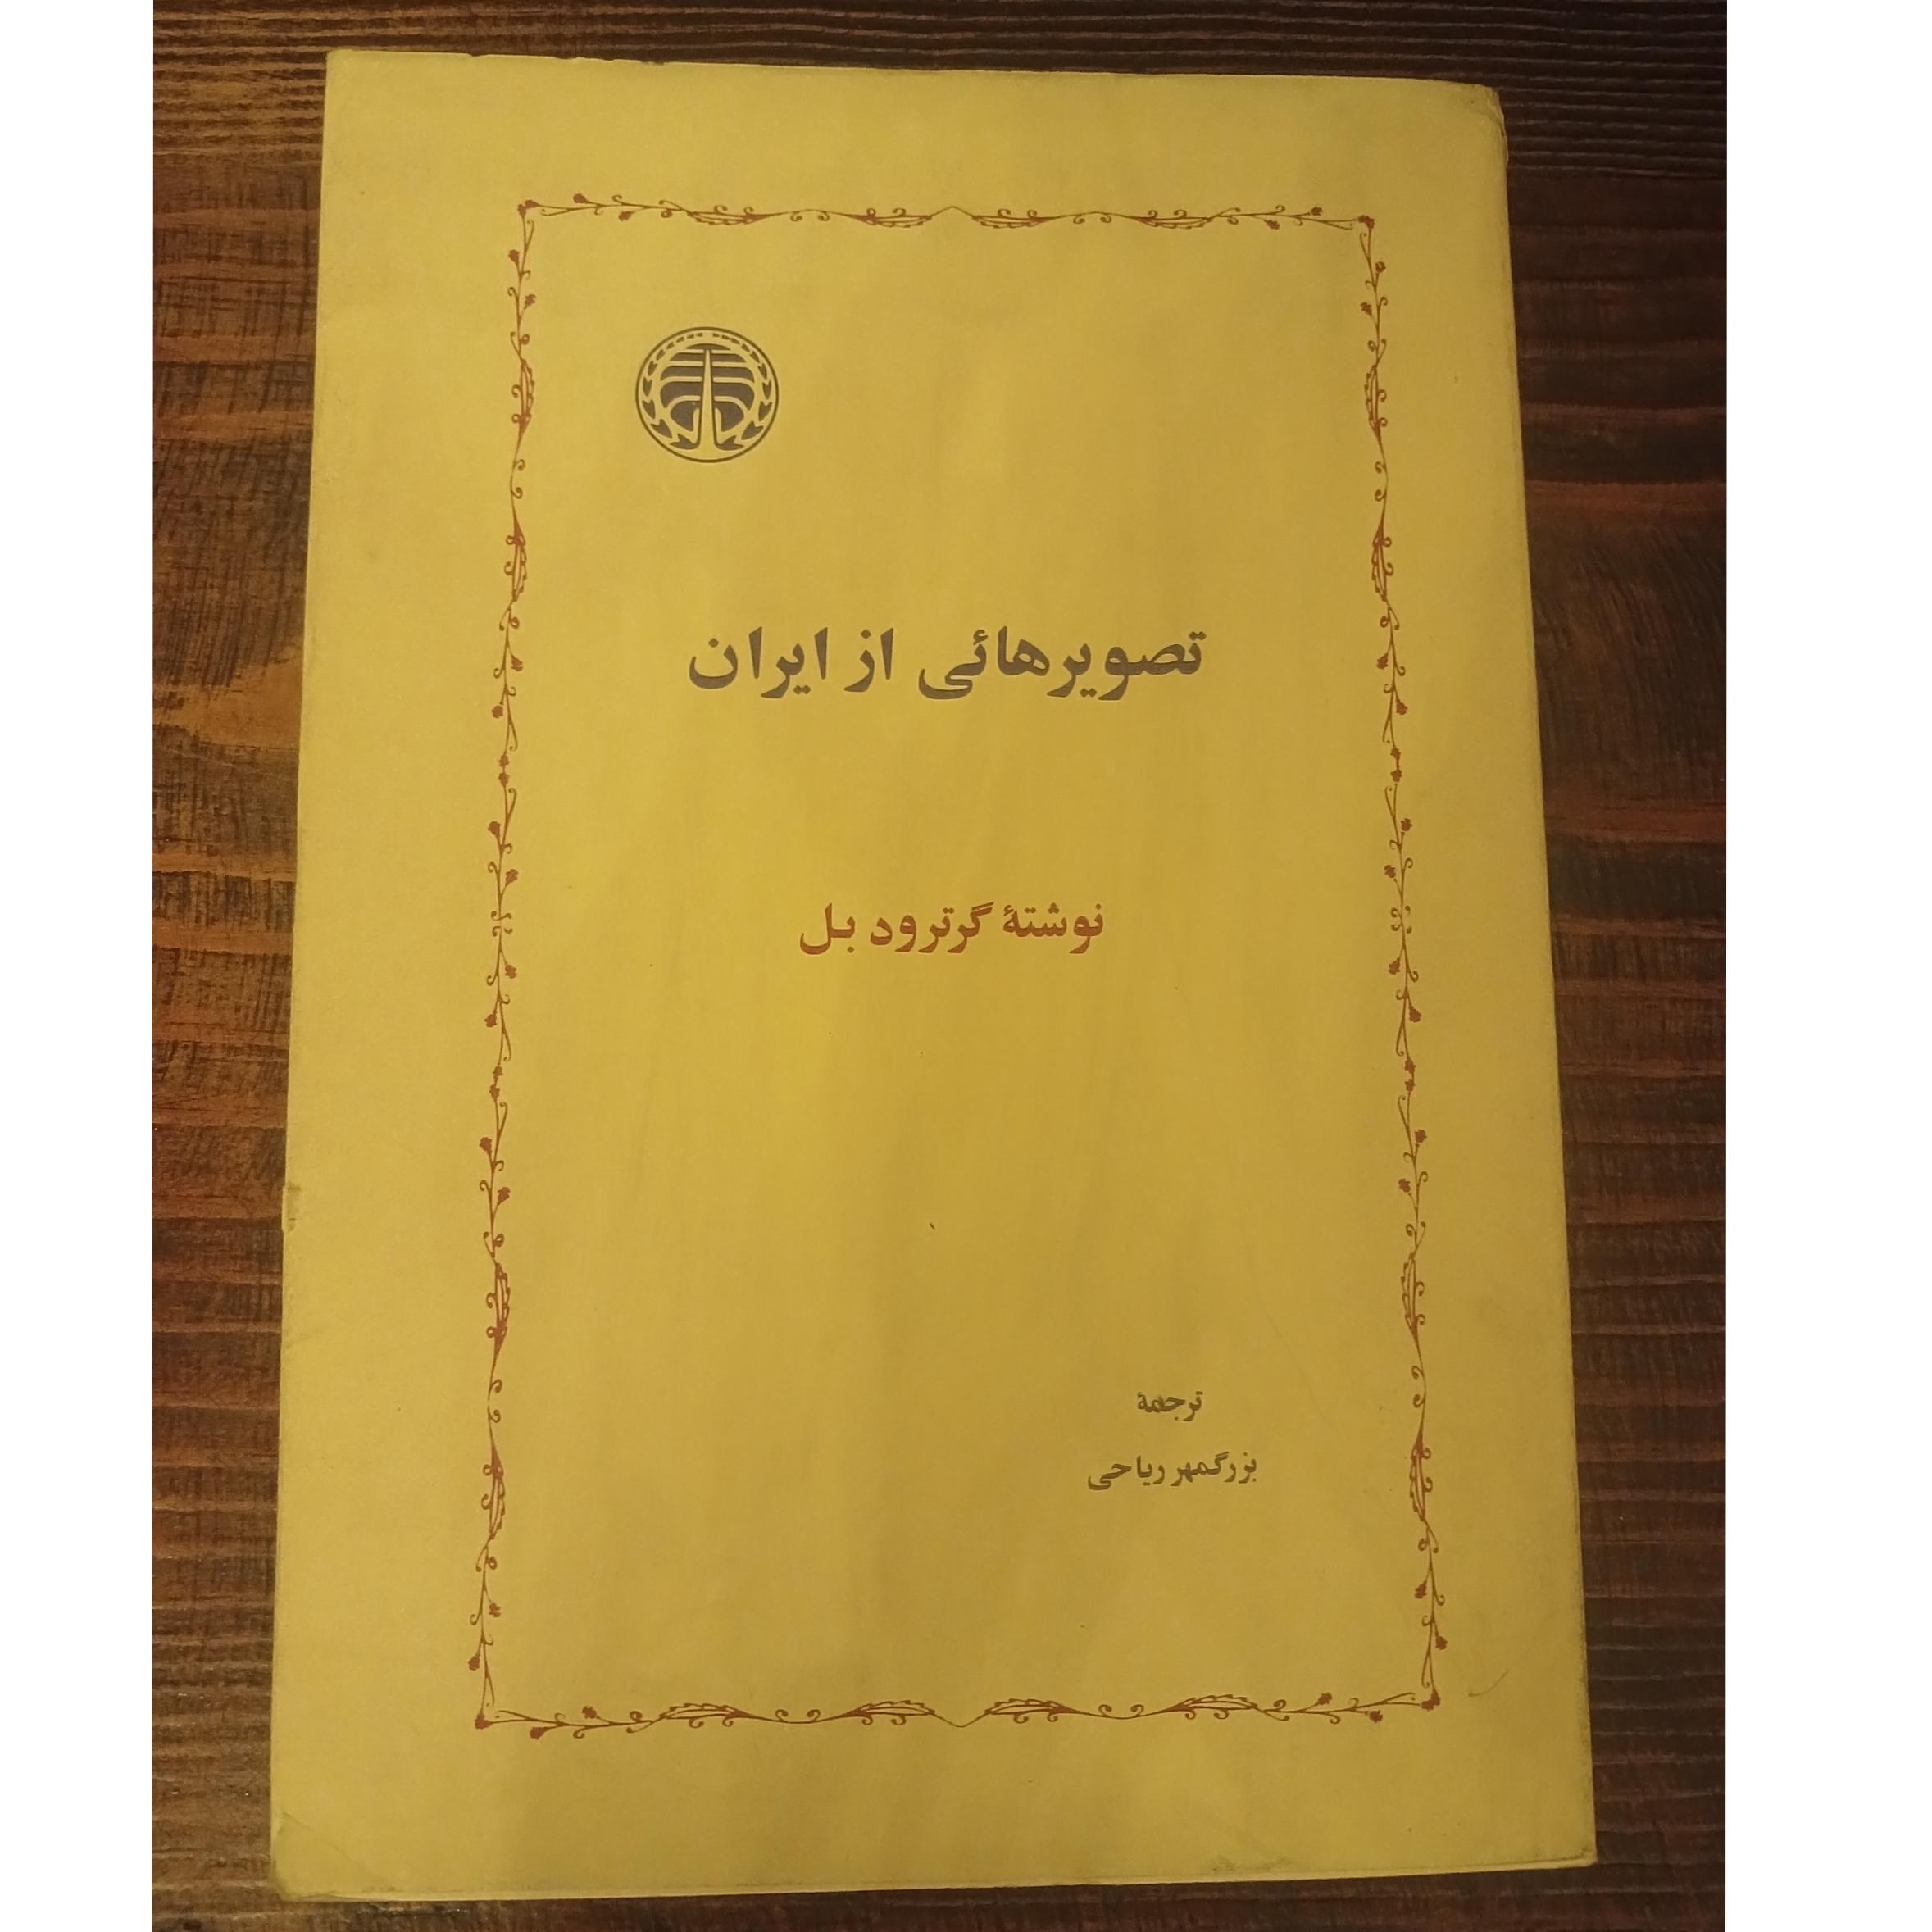 تصویرهائی از ایران
نوشتهٔ گرترود بل
ترجمهٔ
بزرگمهر ریاحی